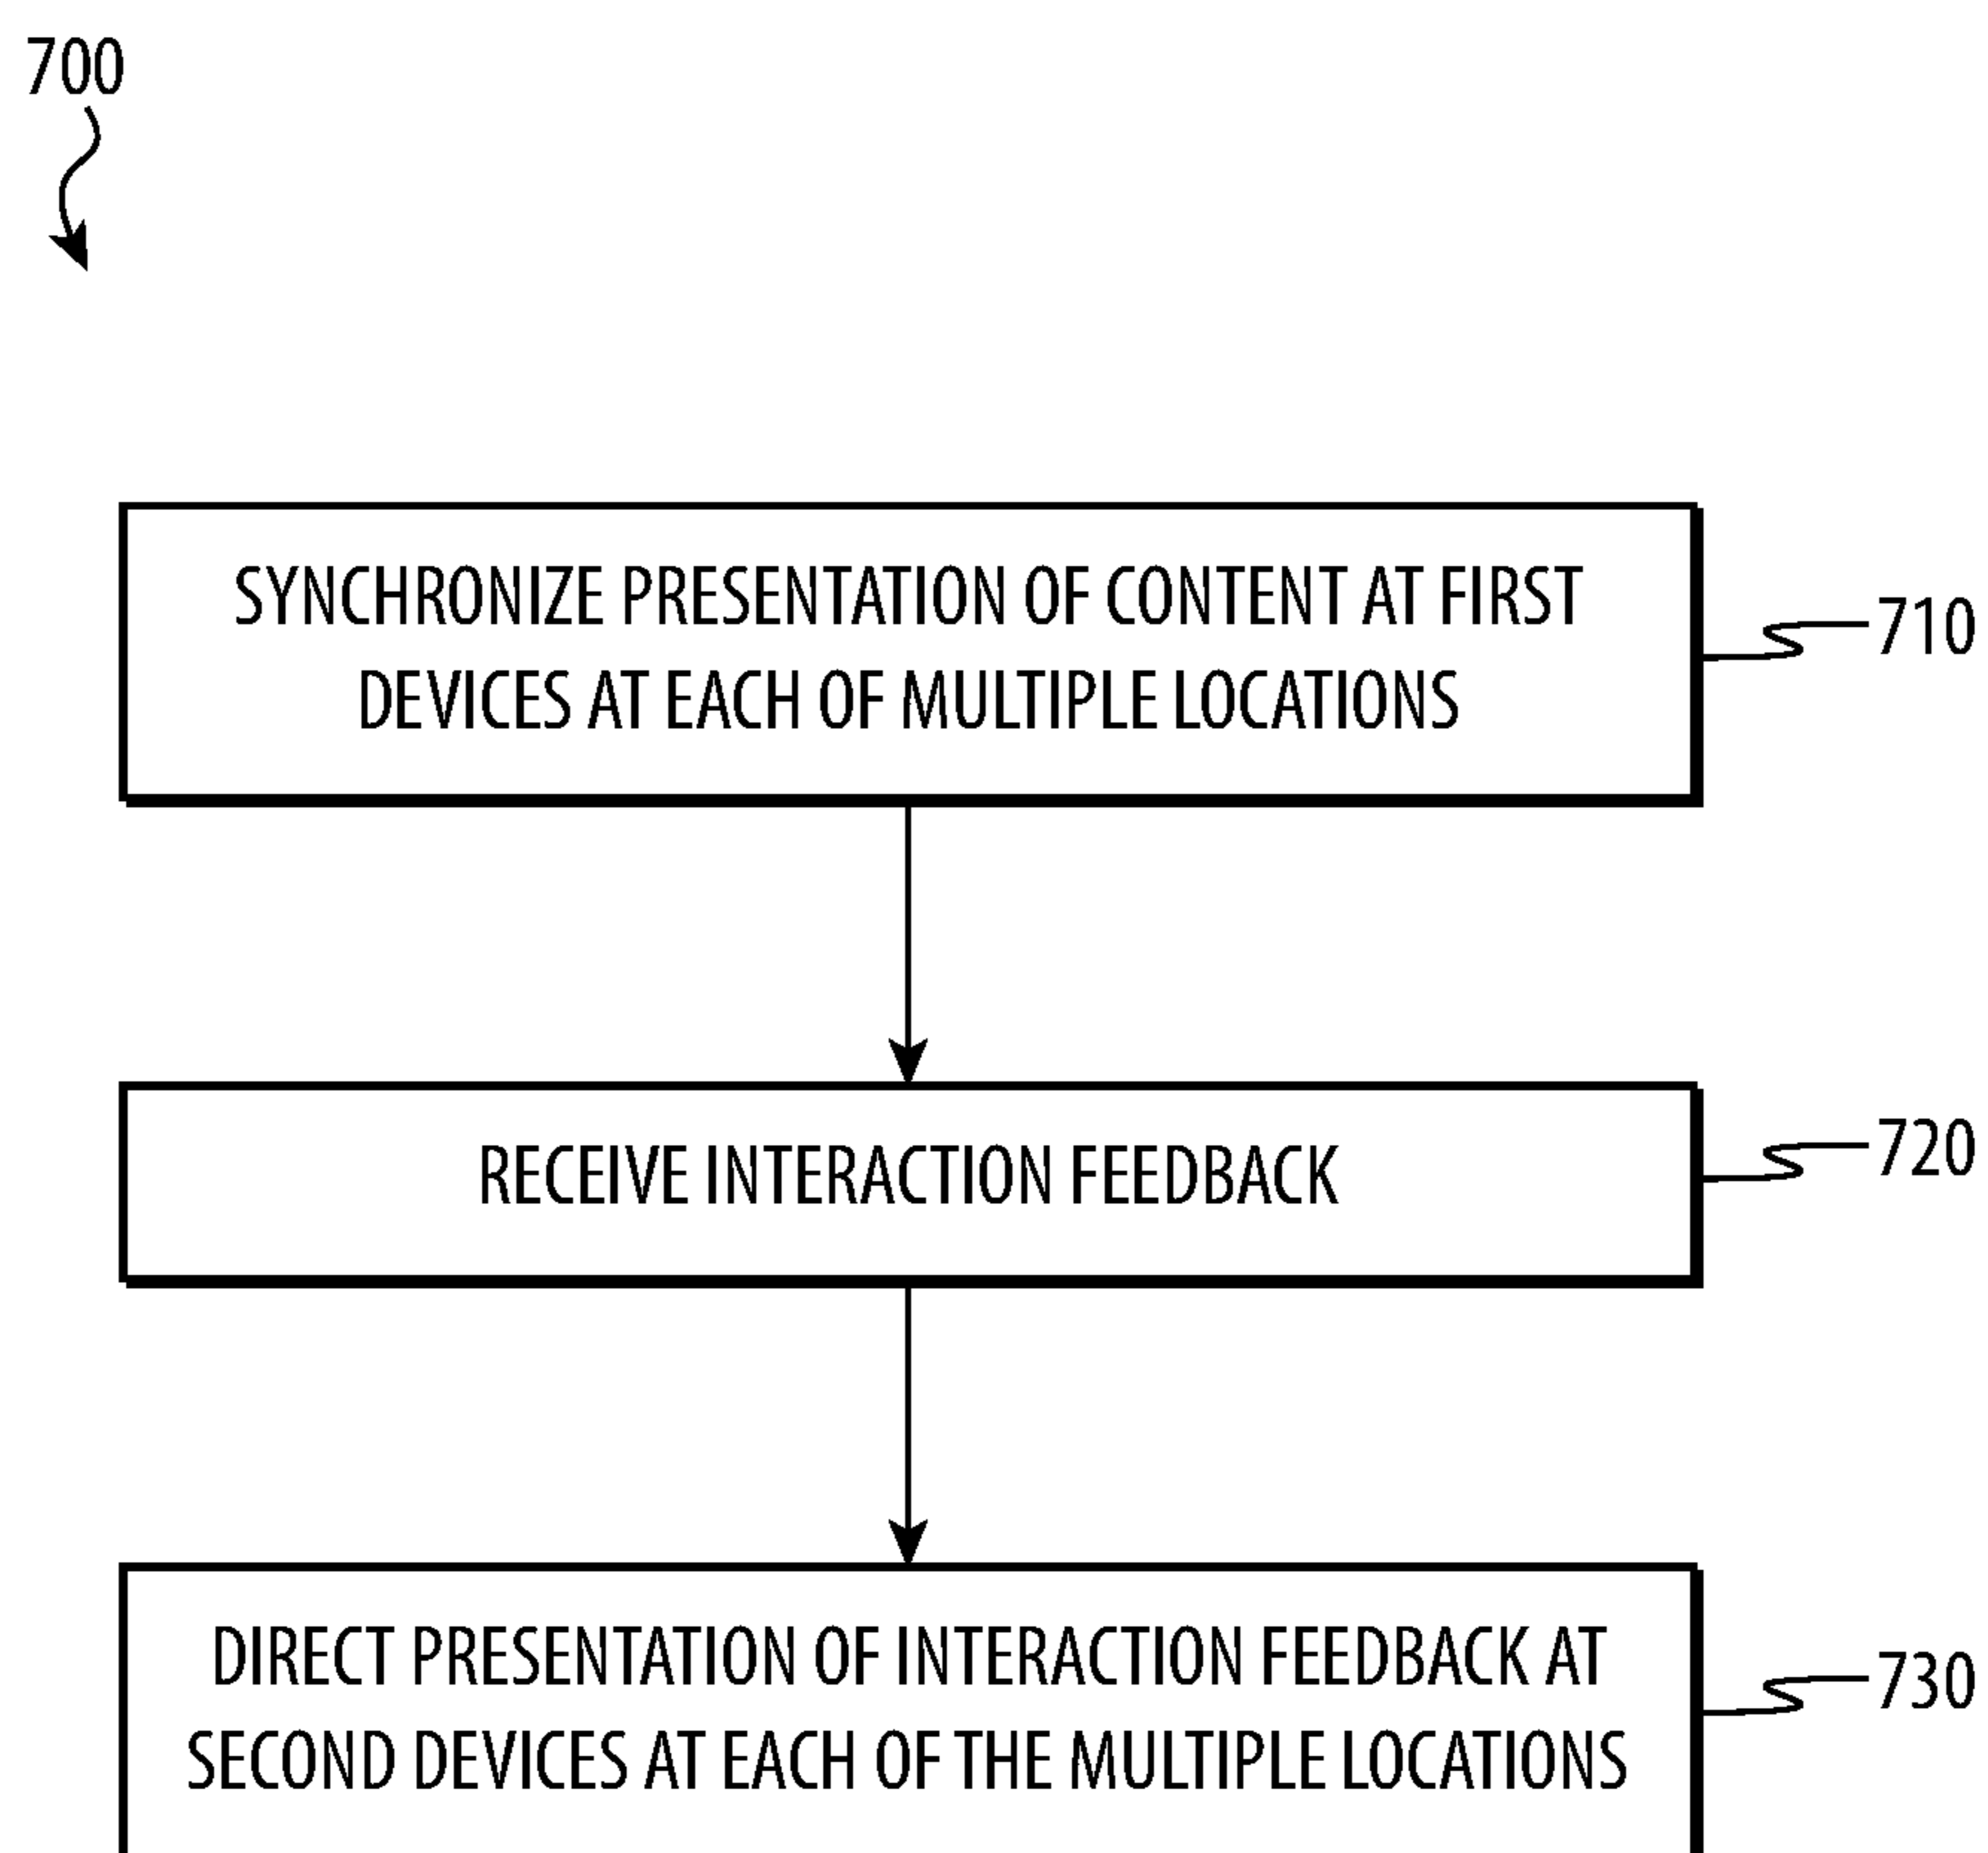 700
SYNCHRONIZE PRESENTATION OF CONTENT AT FIRST
DEVICES AT EACH OF MULTIPLE LOCATIONS
710
RECEIVE INTERACTION FEEDBACK
720
DIRECT PRESENTATION OF INTERACTION FEEDBACK AT
SECOND DEVICES AT EACH OF THE MULTIPLE LOCATIONS
730